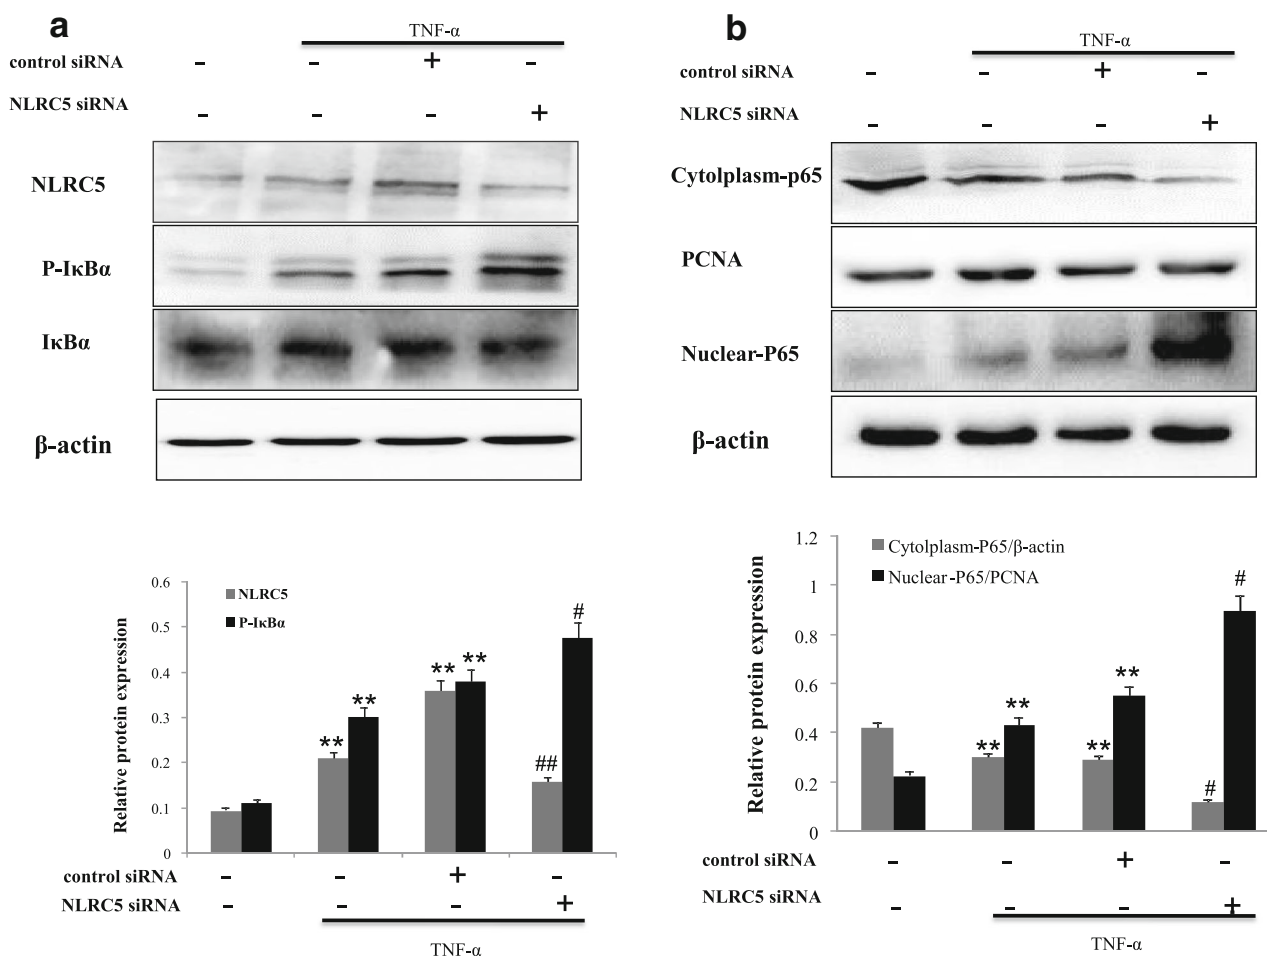 a
TNF-α
control siRNA - - + -
NLRC5 siRNA - - - +
NLRC5
P-IκBα
IκBα
β-actin
0.6
0.5
0.4
0.3
0.2
0.1
0
Relative protein expression
NLRC5
P-IκBα
** ** ** ** ## #
control siRNA - - + -
NLRC5 siRNA - - - +
TNF-α
b
TNF-α
control siRNA - - + -
NLRC5 siRNA - - - +
Cytolplasm-p65
PCNA
Nuclear-P65
β-actin
1.2
1
0.8
0.6
0.4
0.2
0
Relative protein expression
Cytolplasm-P65/β-actin
Nuclear-P65/PCNA
** ** ** ** # #
control siRNA - - + -
NLRC5 siRNA - - - +
TNF-α